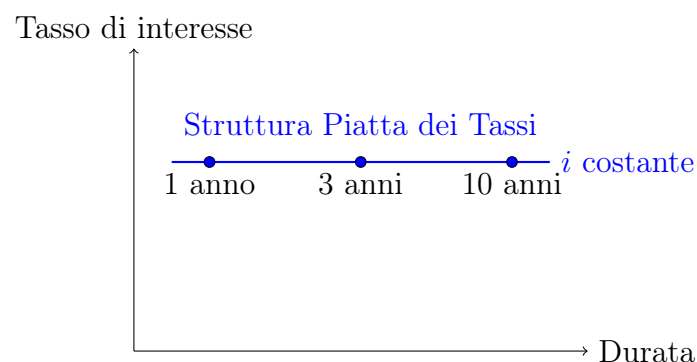 Tasso di interesse
Struttura Piatta dei Tassi
i costante
1 anno
3 anni
10 anni
Durata